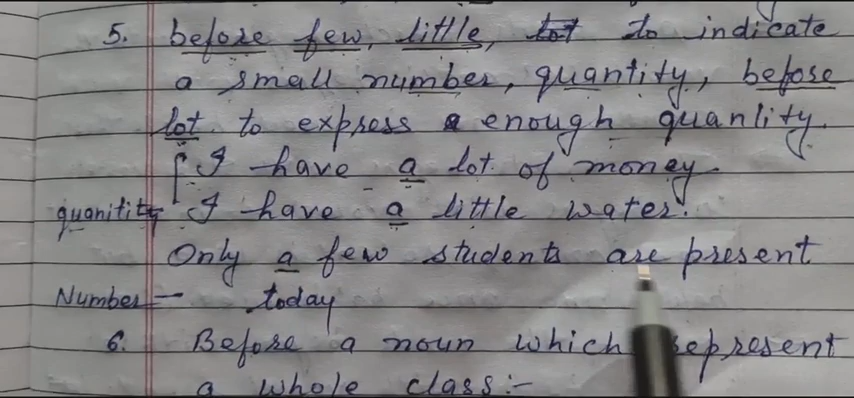 5. before few, little, lot to indicate
a small number, quantity, before
lot to express a enough quanlity.
I have a lot of money.
quanitity I have a little water.
Only a few students are present
Number:- today
6. Before a noun which represent
a whole class:-